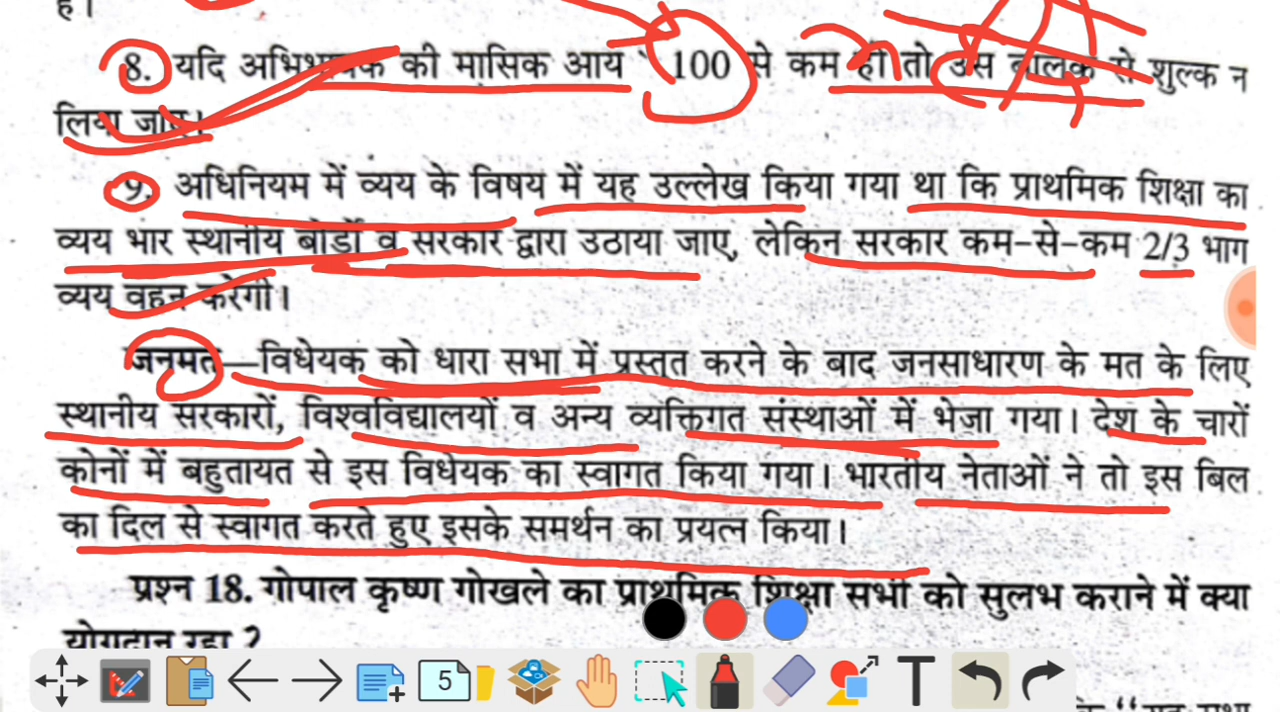 है।
8. यदि अभिभावक की मासिक आय ` 100 से कम हो तो उस बालक से शुल्क न
लिया जाए।
9. अधिनियम में व्यय के विषय में यह उल्लेख किया गया था कि प्राथमिक शिक्षा का
व्यय भार स्थानीय बोर्डों व सरकार द्वारा उठाया जाए, लेकिन सरकार कम-से-कम 2/3 भाग
व्यय वहन करेगी।
जनमत—विधेयक को धारा सभा में प्रस्तुत करने के बाद जनसाधारण के मत के लिए
स्थानीय सरकारों, विश्वविद्यालयों व अन्य व्यक्तिगत संस्थाओं में भेजा गया। देश के चारों
कोनों में बहुतायत से इस विधेयक का स्वागत किया गया। भारतीय नेताओं ने तो इस बिल
का दिल से स्वागत करते हुए इसके समर्थन का प्रयत्न किया।
प्रश्न 18. गोपाल कृष्ण गोखले का प्राथमिक शिक्षा सभी को सुलभ कराने में क्या
योगदान रहा ?
5 T